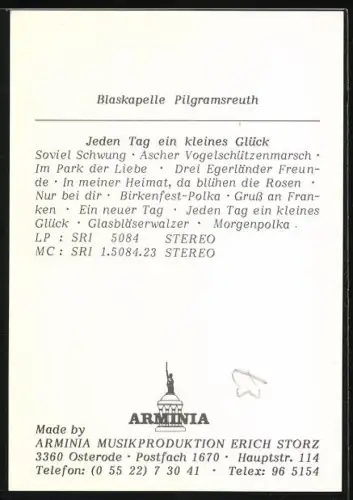 Blaskapelle Pilgramsreuth
Jeden Tag ein kleines Glück
Soviel Schwung · Ascher Vogelschützenmarsch ·
Im Park der Liebe · Drei Egerländer Freun-
de · In meiner Heimat, da blühen die Rosen ·
Nur bei dir · Birkenfest-Polka · Gruß an Fran-
ken · Ein neuer Tag · Jeden Tag ein kleines
Glück · Glasbläserwalzer · Morgenpolka .
LP : SRI 5084 STEREO
MC : SRI 1.5084.23 STEREO
ARMINIA
Made by
ARMINIA MUSIKPRODUKTION ERICH STORZ
3360 Osterode · Postfach 1670 · Hauptstr. 114
Telefon: (0 55 22) 7 30 41 · Telex: 96 5154